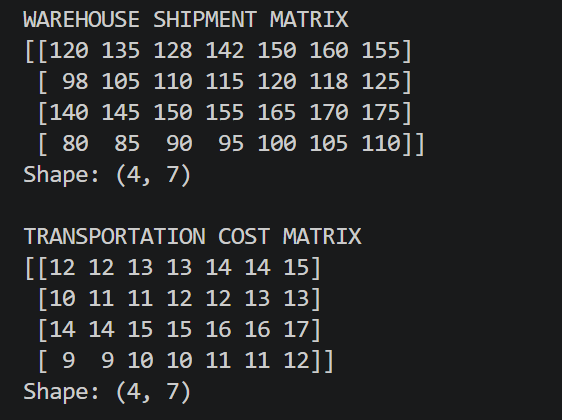 WAREHOUSE SHIPMENT MATRIX
[[120 135 128 142 150 160 155]
 [ 98 105 110 115 120 118 125]
 [140 145 150 155 165 170 175]
 [ 80  85  90  95 100 105 110]]
Shape: (4, 7)

TRANSPORTATION COST MATRIX
[[12 12 13 13 14 14 15]
 [10 11 11 12 12 13 13]
 [14 14 15 15 16 16 17]
 [ 9  9 10 10 11 11 12]]
Shape: (4, 7)